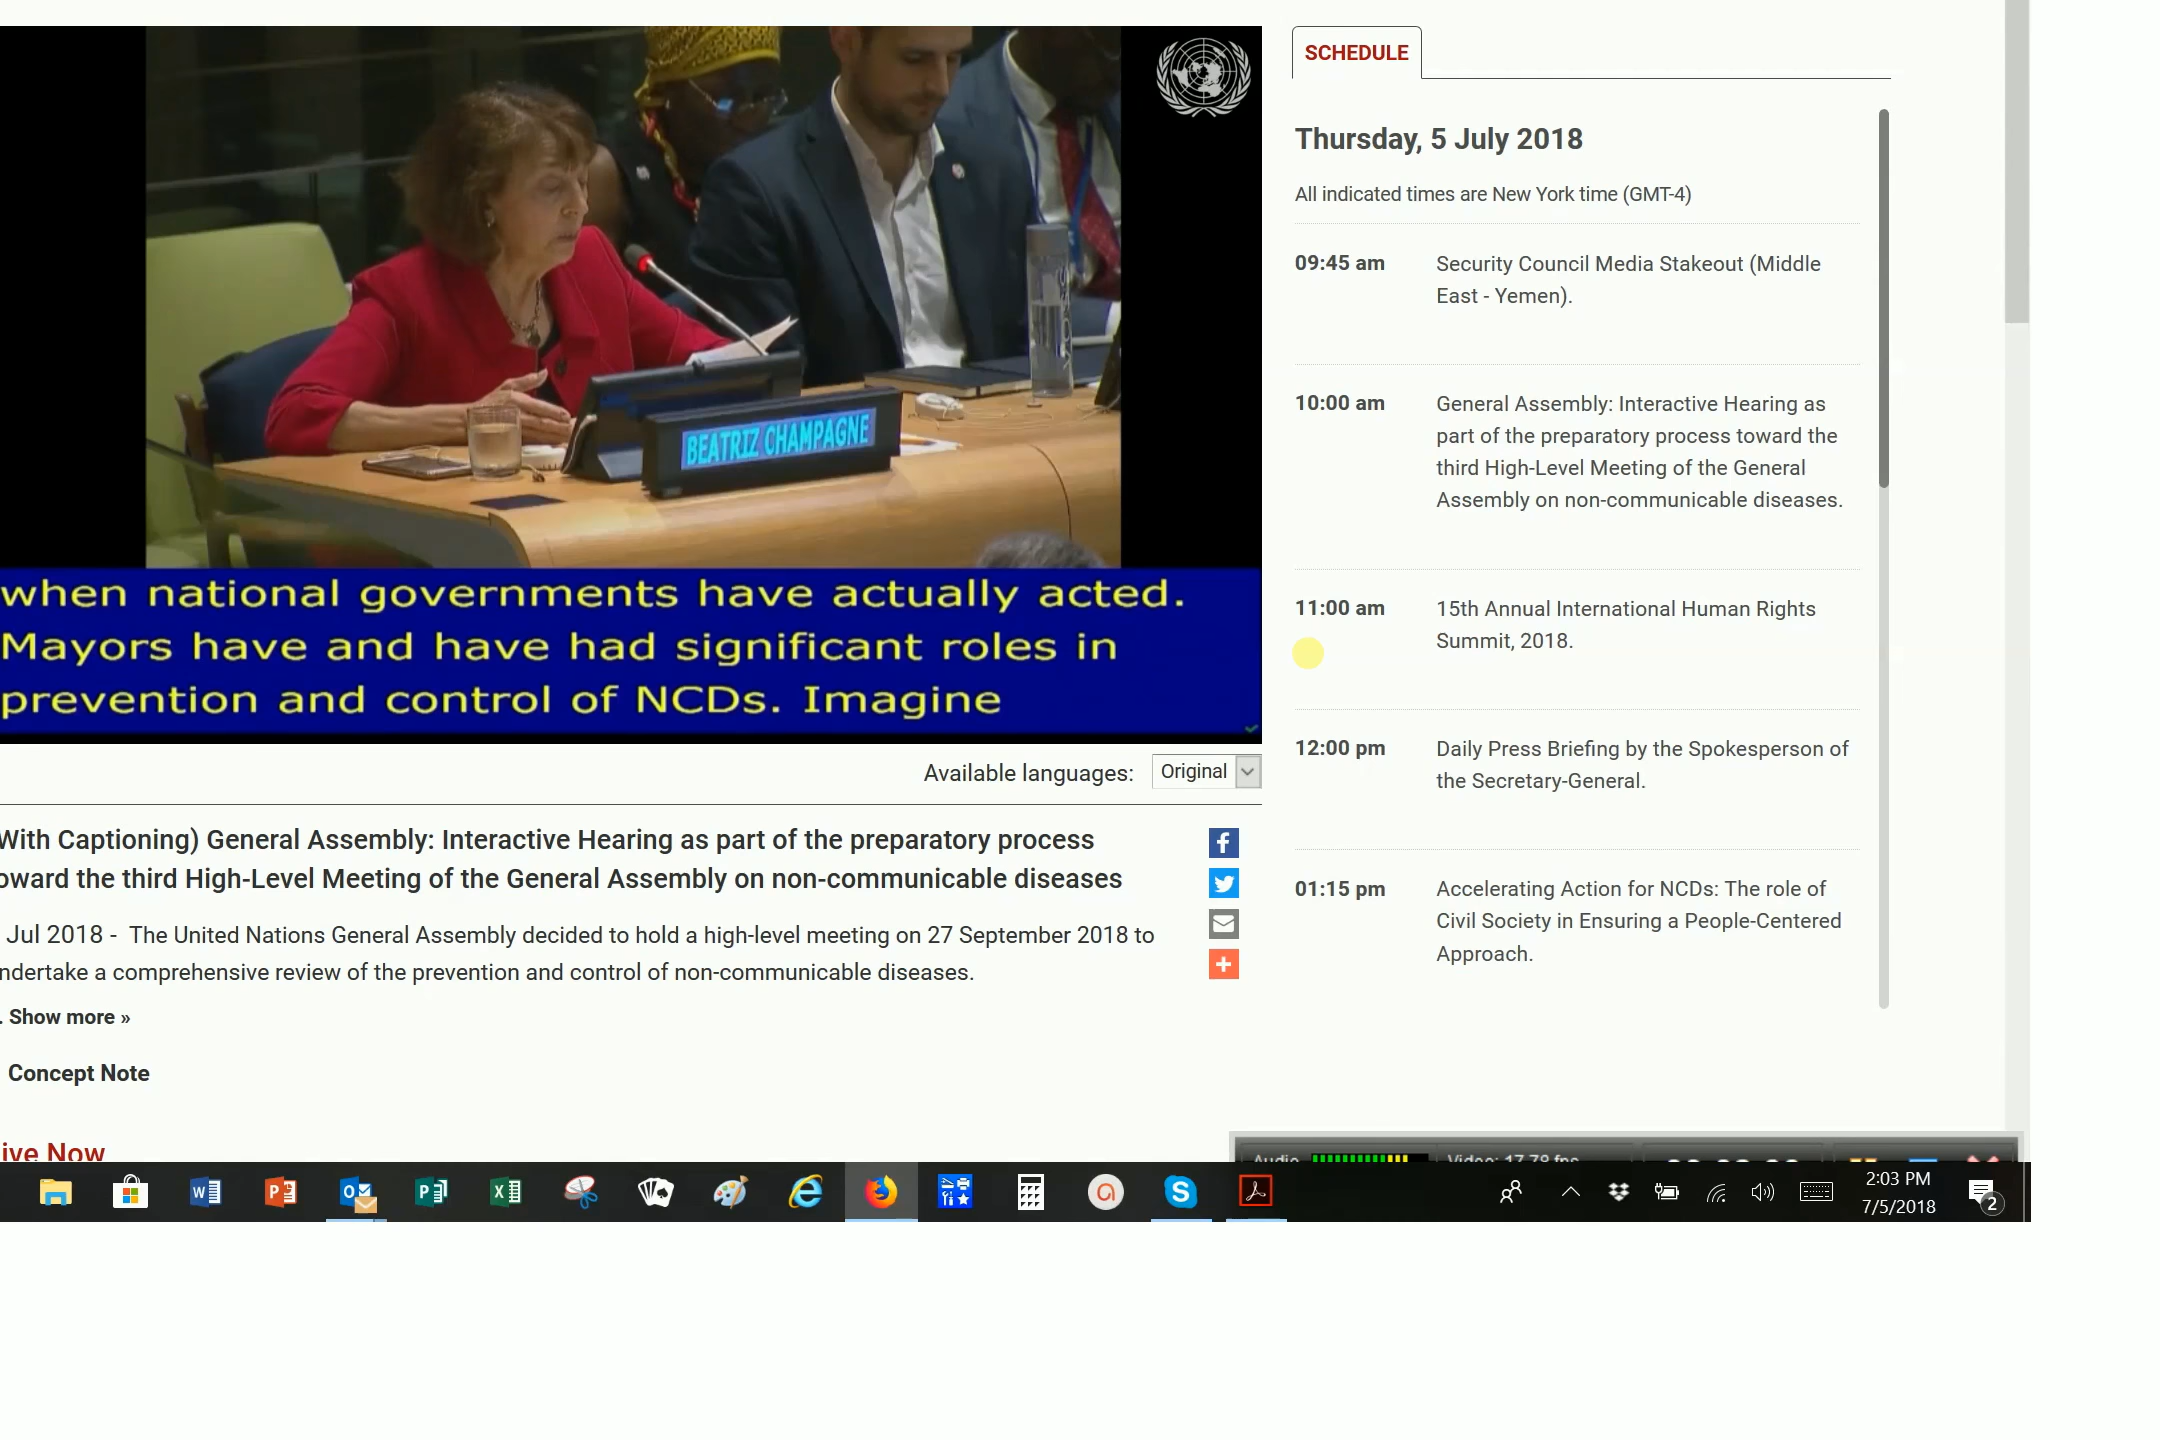 BEATRIZ CHAMPAGNE
when national governments have actually acted.
Mayors have and have had significant roles in
prevention and control of NCDs. Imagine
Available languages: Original
With Captioning) General Assembly: Interactive Hearing as part of the preparatory process
oward the third High-Level Meeting of the General Assembly on non-communicable diseases
Jul 2018 - The United Nations General Assembly decided to hold a high-level meeting on 27 September 2018 to
ndertake a comprehensive review of the prevention and control of non-communicable diseases.
. Show more »
Concept Note
ive Now
SCHEDULE
Thursday, 5 July 2018
All indicated times are New York time (GMT-4)
09:45 am Security Council Media Stakeout (Middle
East - Yemen).
10:00 am General Assembly: Interactive Hearing as
part of the preparatory process toward the
third High-Level Meeting of the General
Assembly on non-communicable diseases.
11:00 am 15th Annual International Human Rights
Summit, 2018.
12:00 pm Daily Press Briefing by the Spokesperson of
the Secretary-General.
01:15 pm Accelerating Action for NCDs: The role of
Civil Society in Ensuring a People-Centered
Approach.
Audio Video: 17.78 fps
2:03 PM
7/5/2018
2